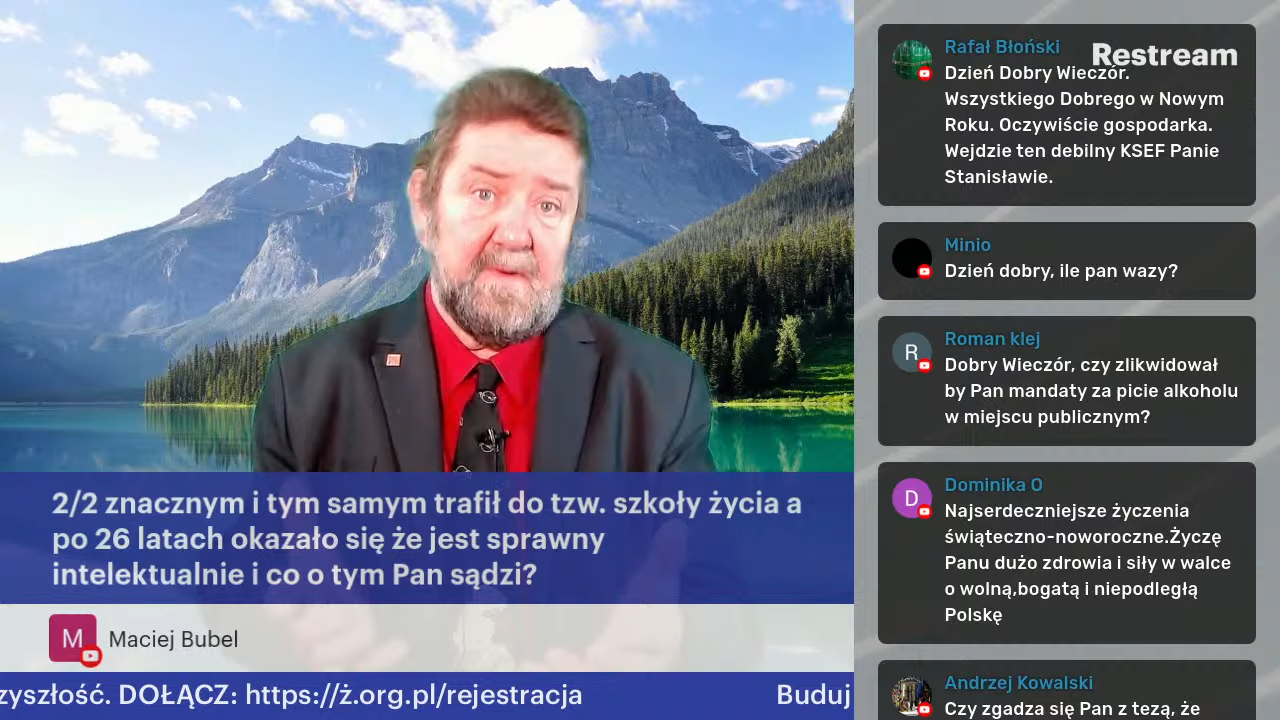 2/2 znacznym i tym samym trafił do tzw. szkoły życia a
po 26 latach okazało się że jest sprawny
intelektualnie i co o tym Pan sądzi?
M
Maciej Bubel
zyszłość. DOŁĄCZ: https://ż.org.pl/rejestracja
Buduj
Restream
Rafał Błoński
Dzień Dobry Wieczór.
Wszystkiego Dobrego w Nowym
Roku. Oczywiście gospodarka.
Wejdzie ten debilny KSEF Panie
Stanisławie.
Minio
Dzień dobry, ile pan wazy?
R
Roman klej
Dobry Wieczór, czy zlikwidował
by Pan mandaty za picie alkoholu
w miejscu publicznym?
D
Dominika O
Najserdeczniejsze życzenia
świąteczno-noworoczne.Życzę
Panu dużo zdrowia i siły w walce
o wolną,bogatą i niepodległą
Polskę
Andrzej Kowalski
Czy zgadza się Pan z tezą, że